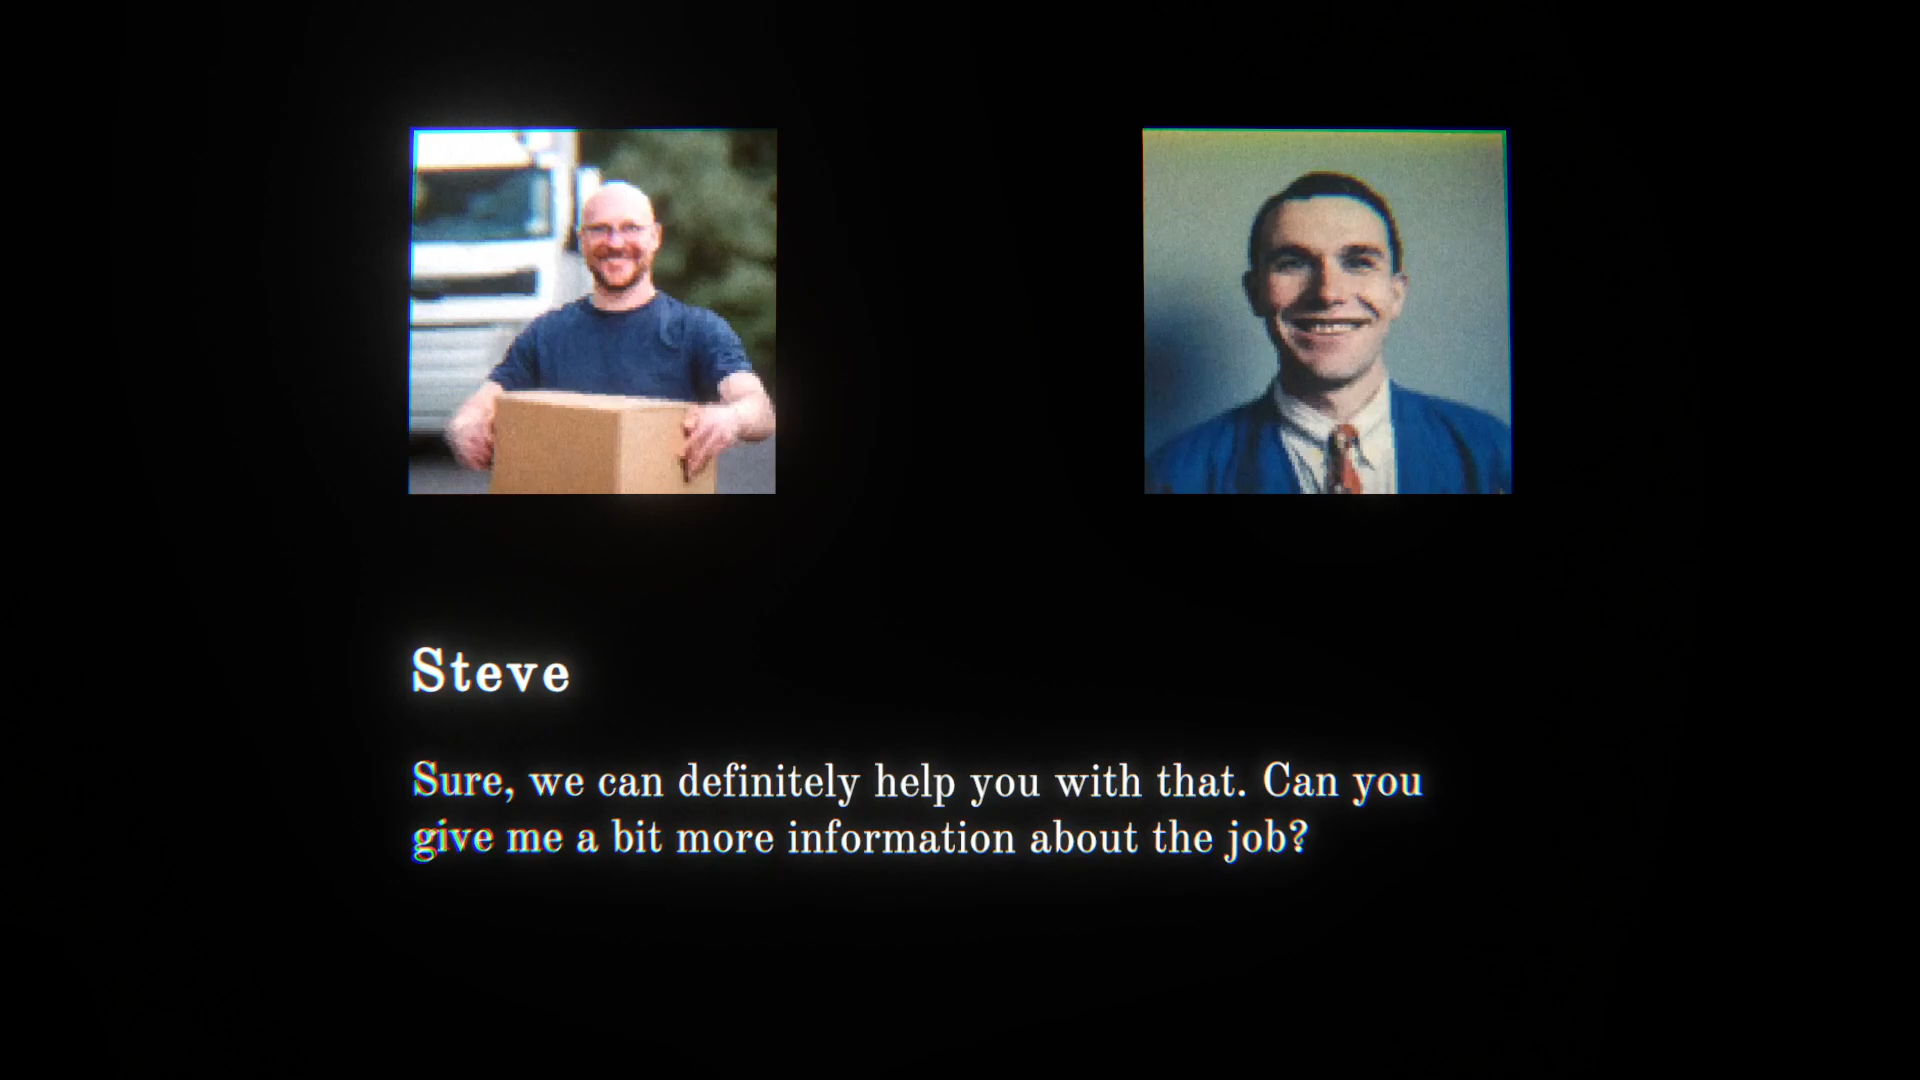 Steve
Sure, we can definitely help you with that. Can you
give me a bit more information about the job?